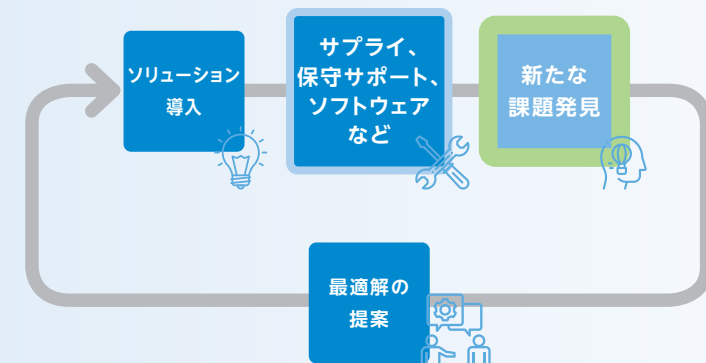 ソリューション
導入
サプライ、
保守サポート、
ソフトウェア
など
新たな
課題発見
最適解の
提案